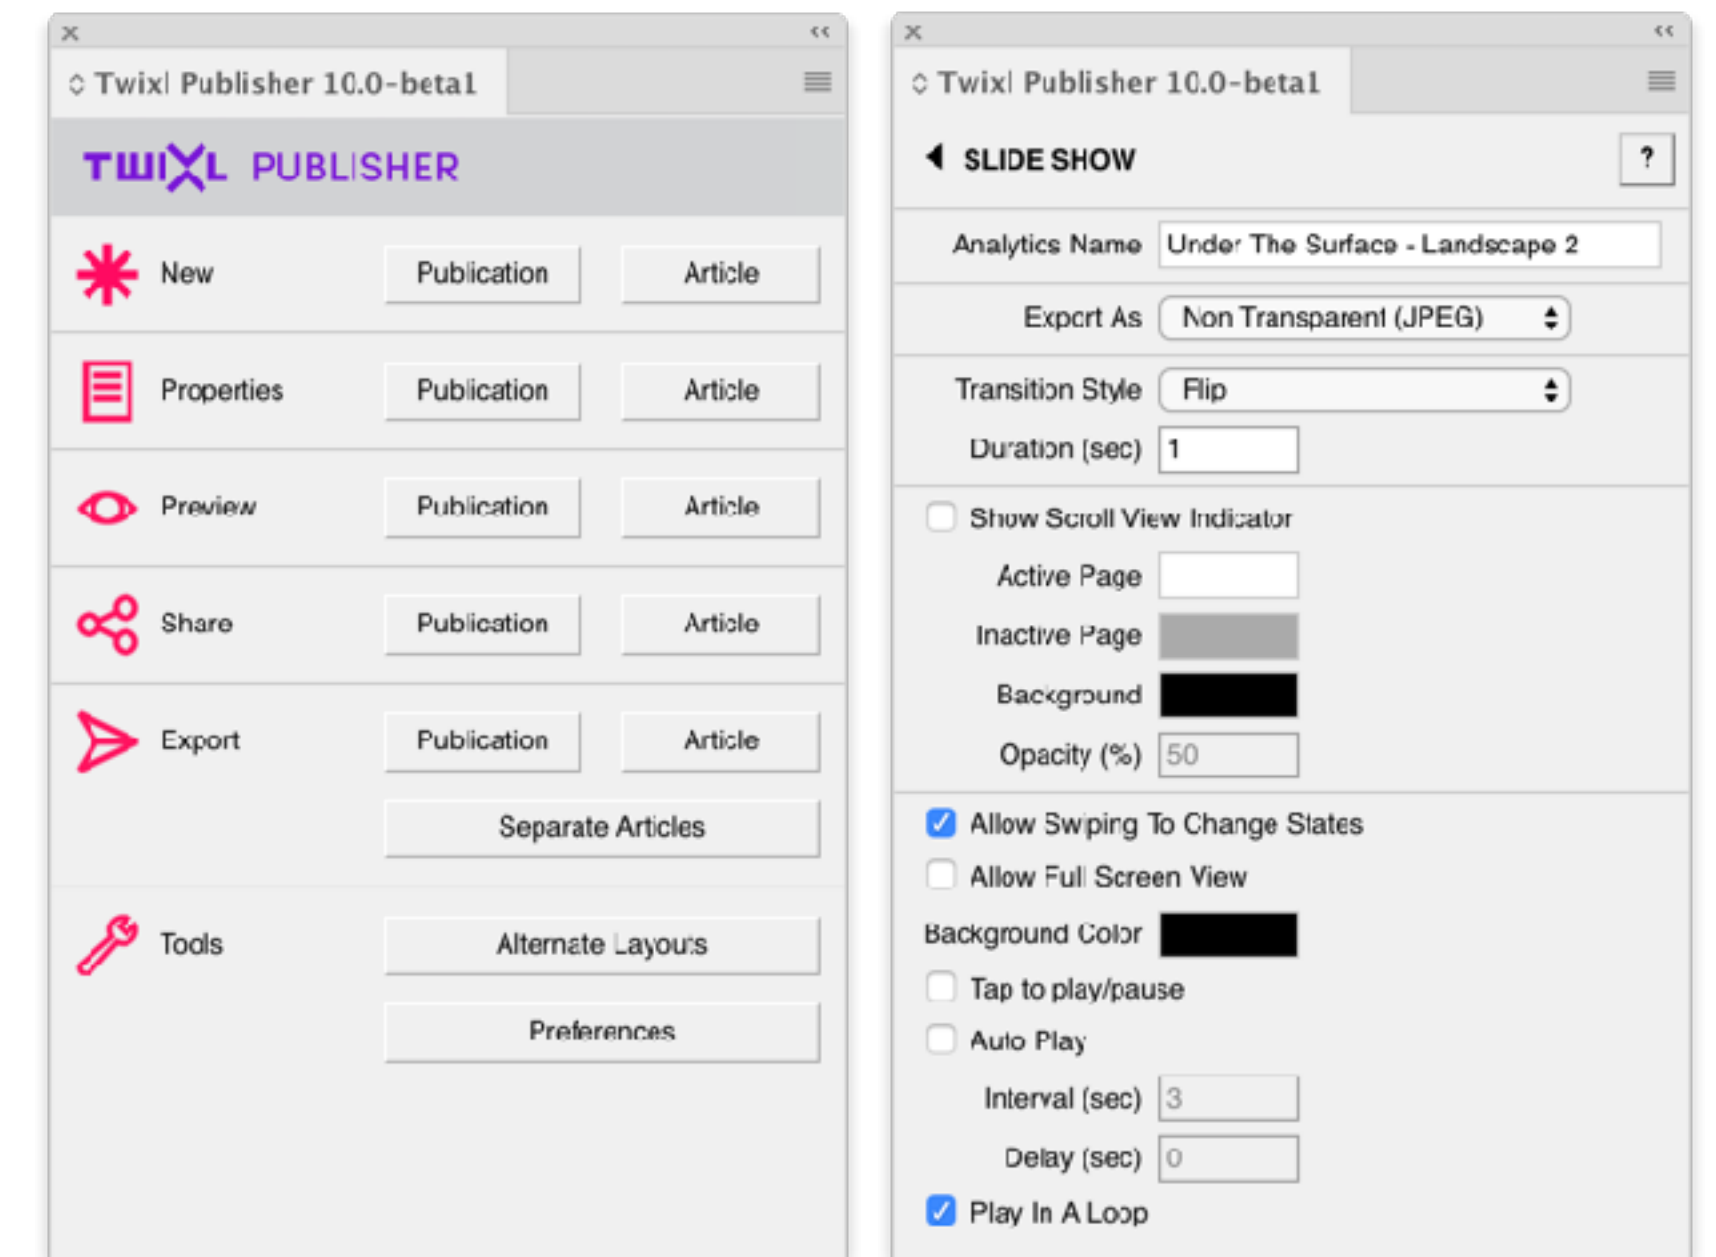 Twixl Publisher 10.0-beta1
TWIXL PUBLISHER
New Publication Article
Properties Publication Article
Preview Publication Article
Share Publication Article
Export Publication Article
Separate Articles
Tools Alternate Layouts
Preferences
Twixl Publisher 10.0-beta1
SLIDE SHOW ?
Analytics Name Under The Surface - Landscape 2
Export As Non Transparent (JPEG)
Transition Style Flip
Duration (sec) 1
Show Scroll View Indicator
Active Page
Inactive Page
Background
Opacity (%) 50
Allow Swiping To Change States
Allow Full Screen View
Background Color
Tap to play/pause
Auto Play
Interval (sec) 3
Delay (sec) 0
Play In A Loop